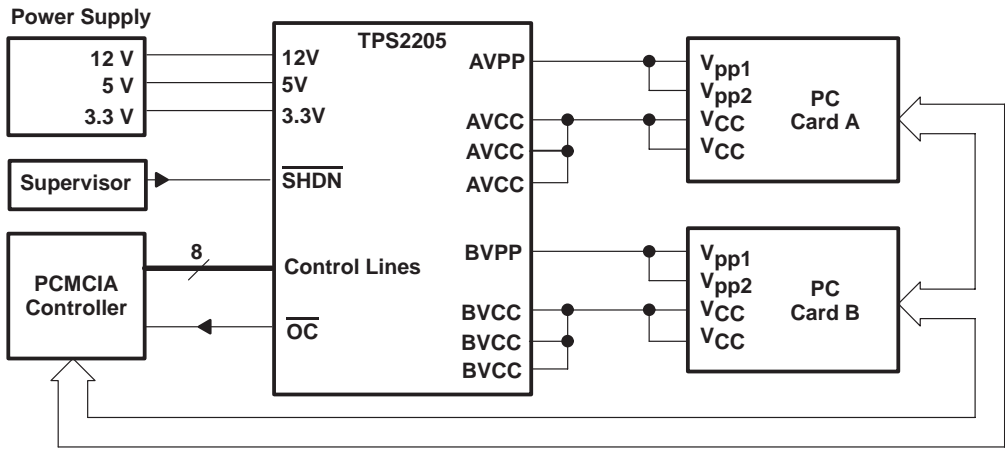 Power Supply
12 V
5 V
3.3 V
Supervisor
PCMCIA
Controller
8
TPS2205
12V
5V
3.3V
SHDN
Control Lines
OC
AVPP
AVCC
AVCC
AVCC
BVPP
BVCC
BVCC
BVCC
Vpp1
Vpp2
VCC
VCC
PC
Card A
Vpp1
Vpp2
VCC
VCC
PC
Card B